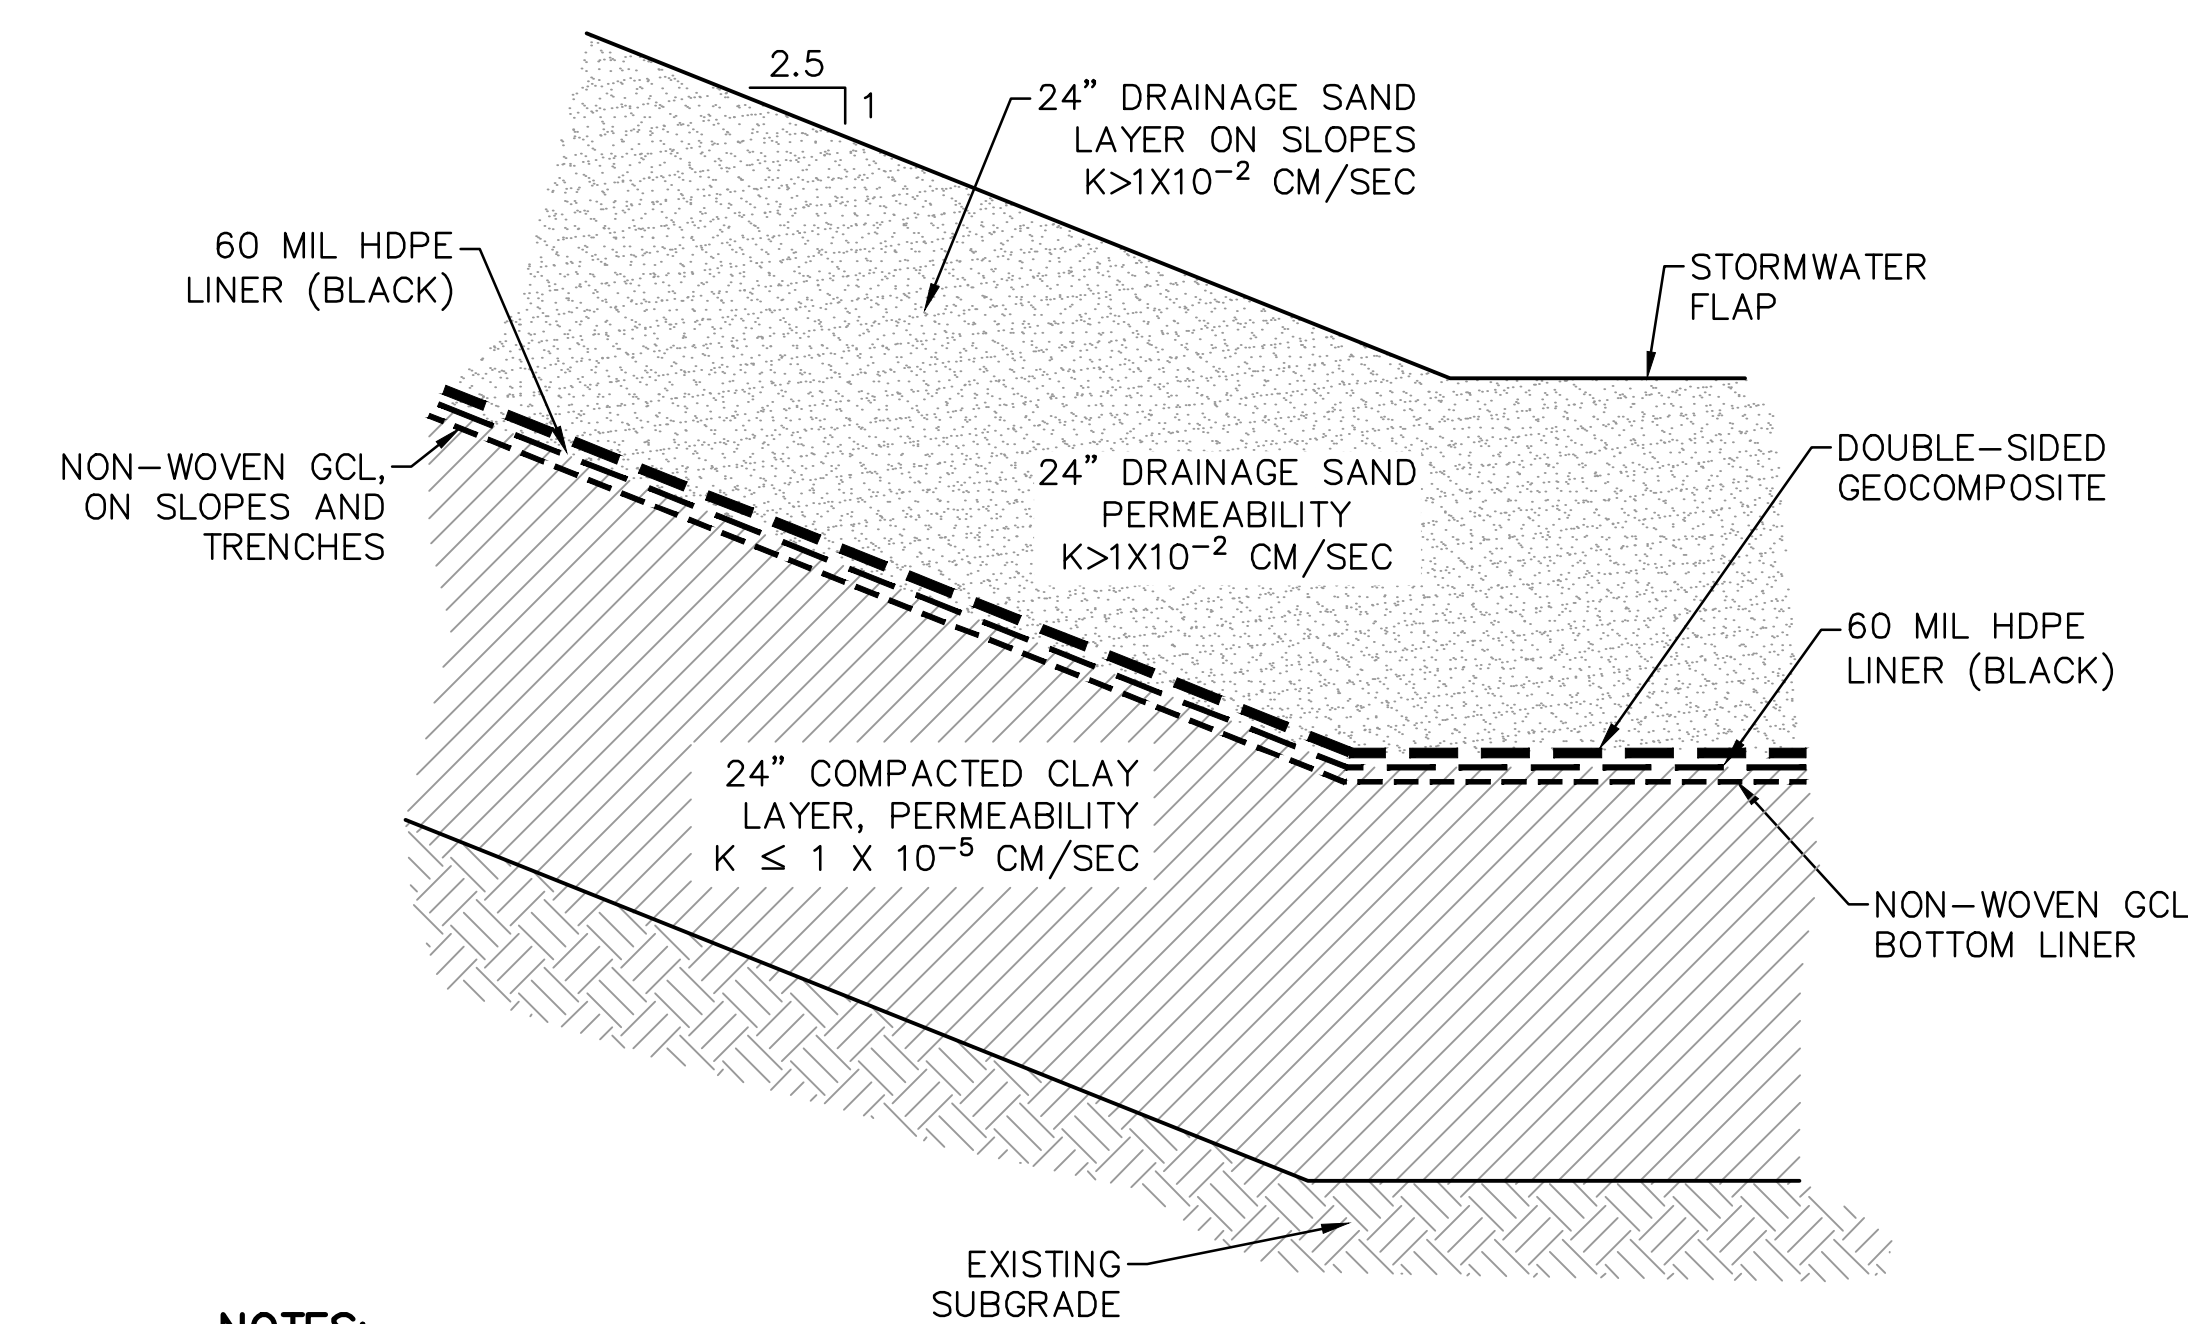 2.5
1
24” DRAINAGE SAND
LAYER ON SLOPES
K>1X10⁻² CM/SEC
60 MIL HDPE
LINER (BLACK)
STORMWATER
FLAP
NON-WOVEN GCL,
ON SLOPES AND
TRENCHES
24” DRAINAGE SAND
PERMEABILITY
K>1X10⁻² CM/SEC
DOUBLE-SIDED
GEOCOMPOSITE
60 MIL HDPE
LINER (BLACK)
24” COMPACTED CLAY
LAYER, PERMEABILITY
K ≤ 1 X 10⁻⁵ CM/SEC
NON-WOVEN GCL
BOTTOM LINER
EXISTING
SUBGRADE
NOTES: